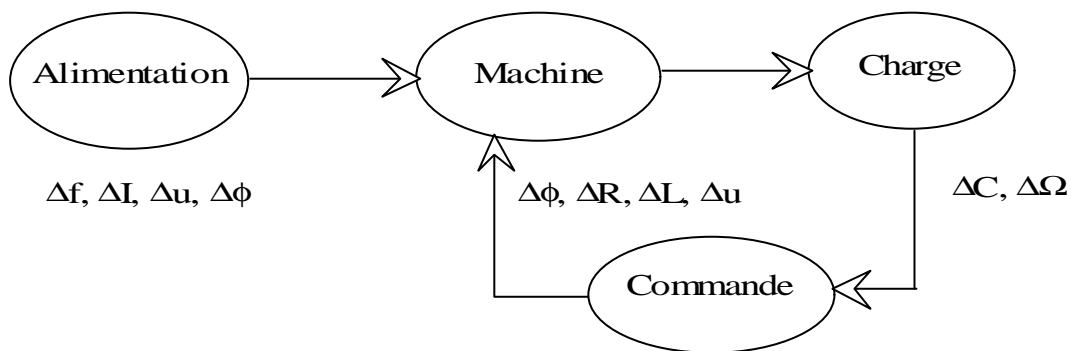 Alimentation
Machine
Charge
Δf, ΔI, Δu, Δϕ
Δϕ, ΔR, ΔL, Δu
ΔC, ΔΩ
Commande